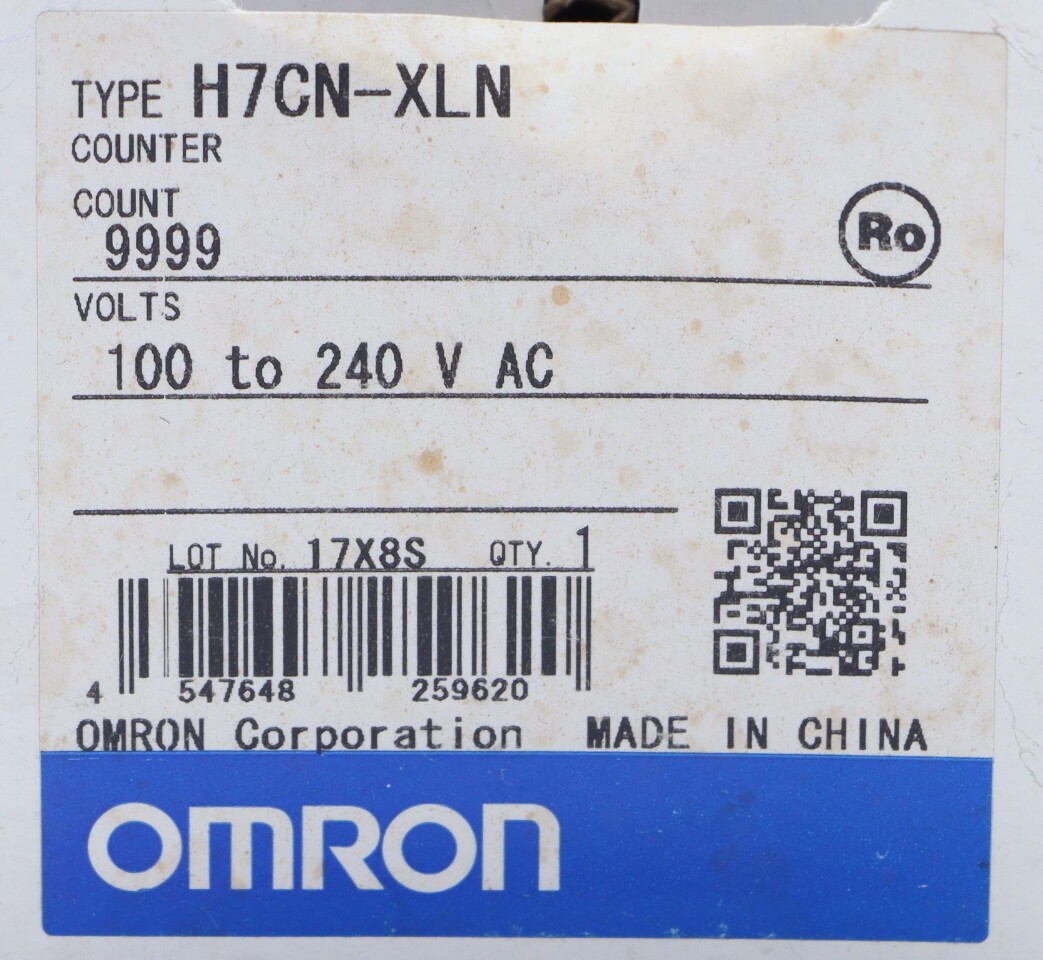 TYPE H7CN-XLN
COUNTER
COUNT
9999
Ro
VOLTS
100 to 240 V AC
LOT No. 17X8S QTY. 1
4 547648 259620
OMRON Corporation MADE IN CHINA
OMRON